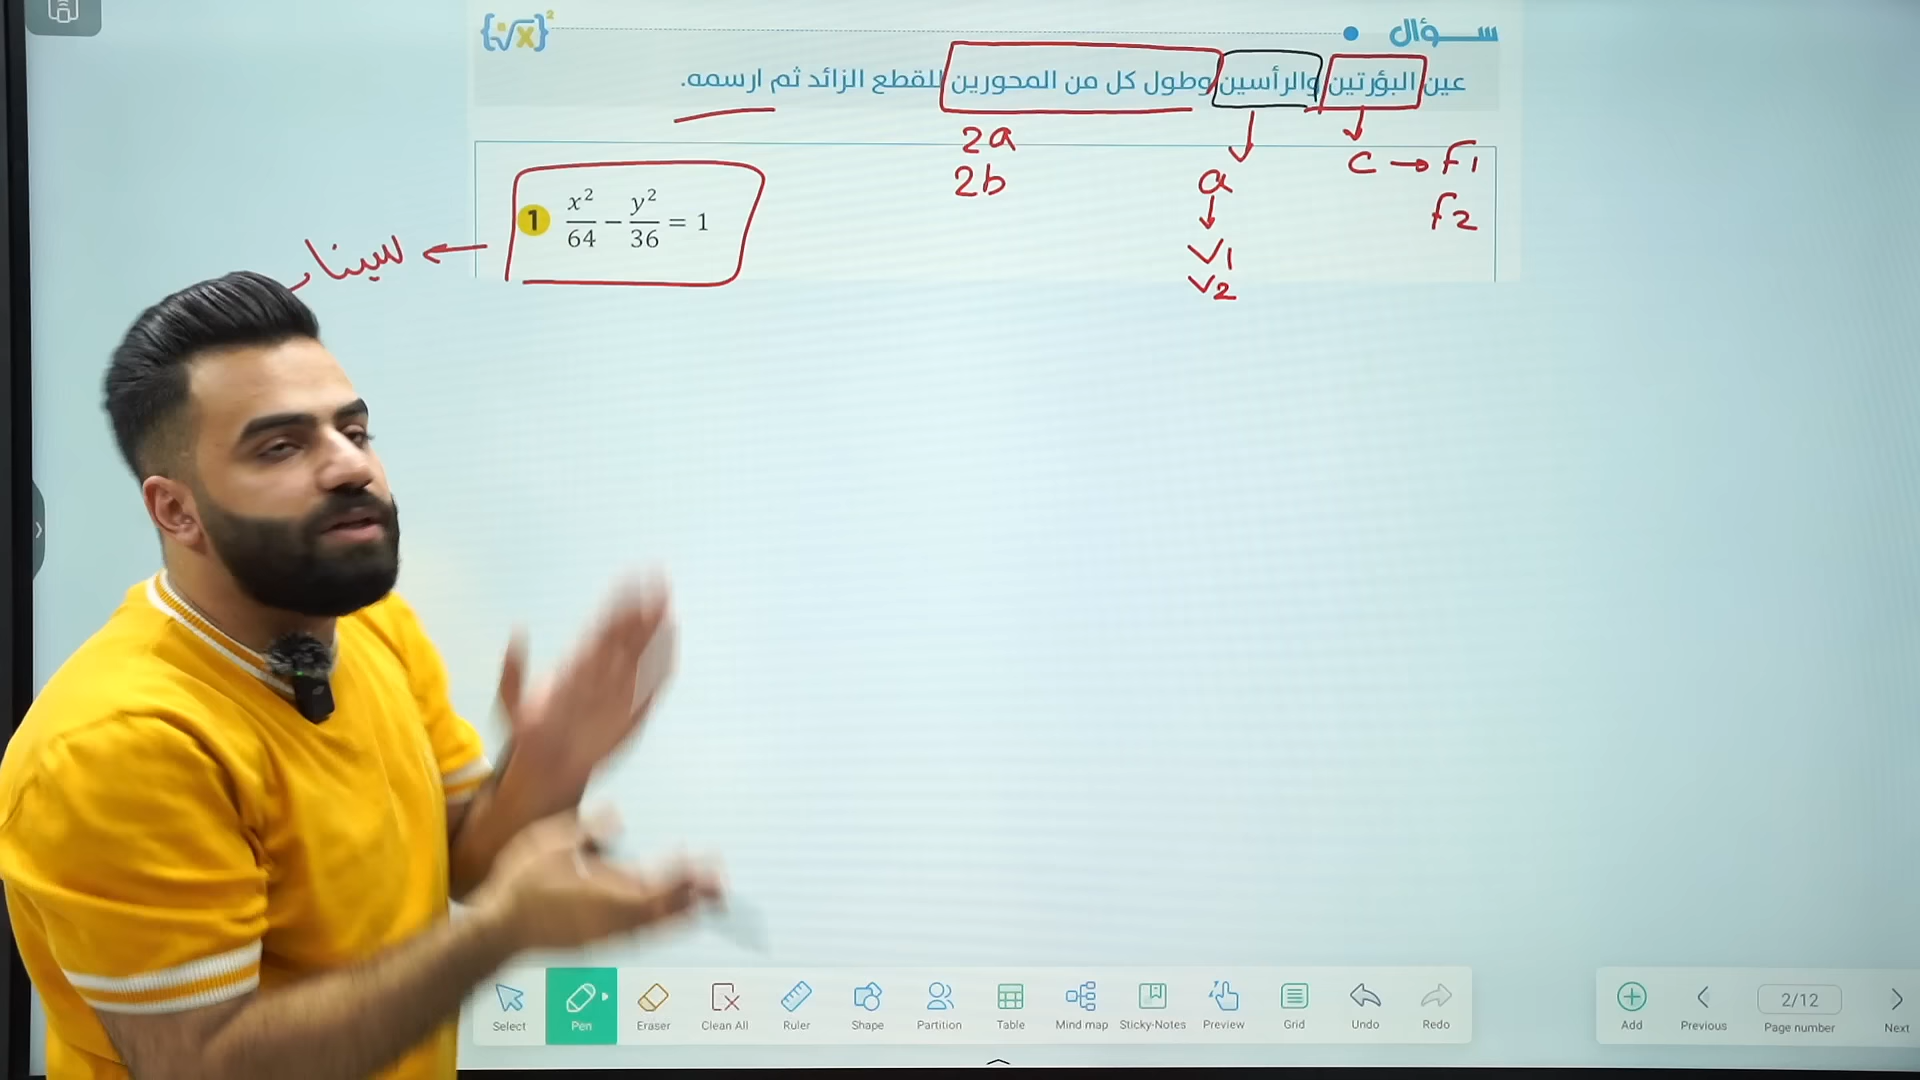 سؤال
{ⁿ√x}²
عين البؤرتين والرأسين وطول كل من المحورين للقطع الزائد ثم ارسمه.
2a
2b
a
V1
V2
c → F1
F2
1 x²/64 − y²/36 = 1
سينات ←
Select
Pen
Eraser
Clean All
Ruler
Shape
Partition
Table
Mind map
Sticky-Notes
Preview
Grid
Undo
Redo
Add
Previous
2/12
Page number
Next